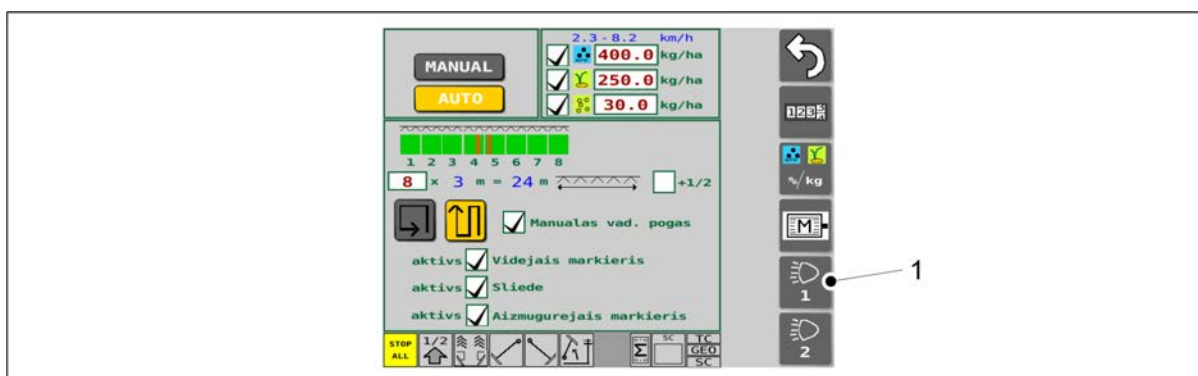 2.3 - 8.2 km/h
MANUAL
400.0 kg/ha
250.0 kg/ha
AUTO
30.0 kg/ha
1 2 3 4 5 6 7 8
8 x 3 m = 24 m +1/2
Manualas vad. pogas
aktivs Videjais markieris
aktivs Sliede
aktivs Aizmugurejais markieris
STOP ALL
1/2
Σ
SC
TC
GEO
SC
%/kg
M
1
2
1